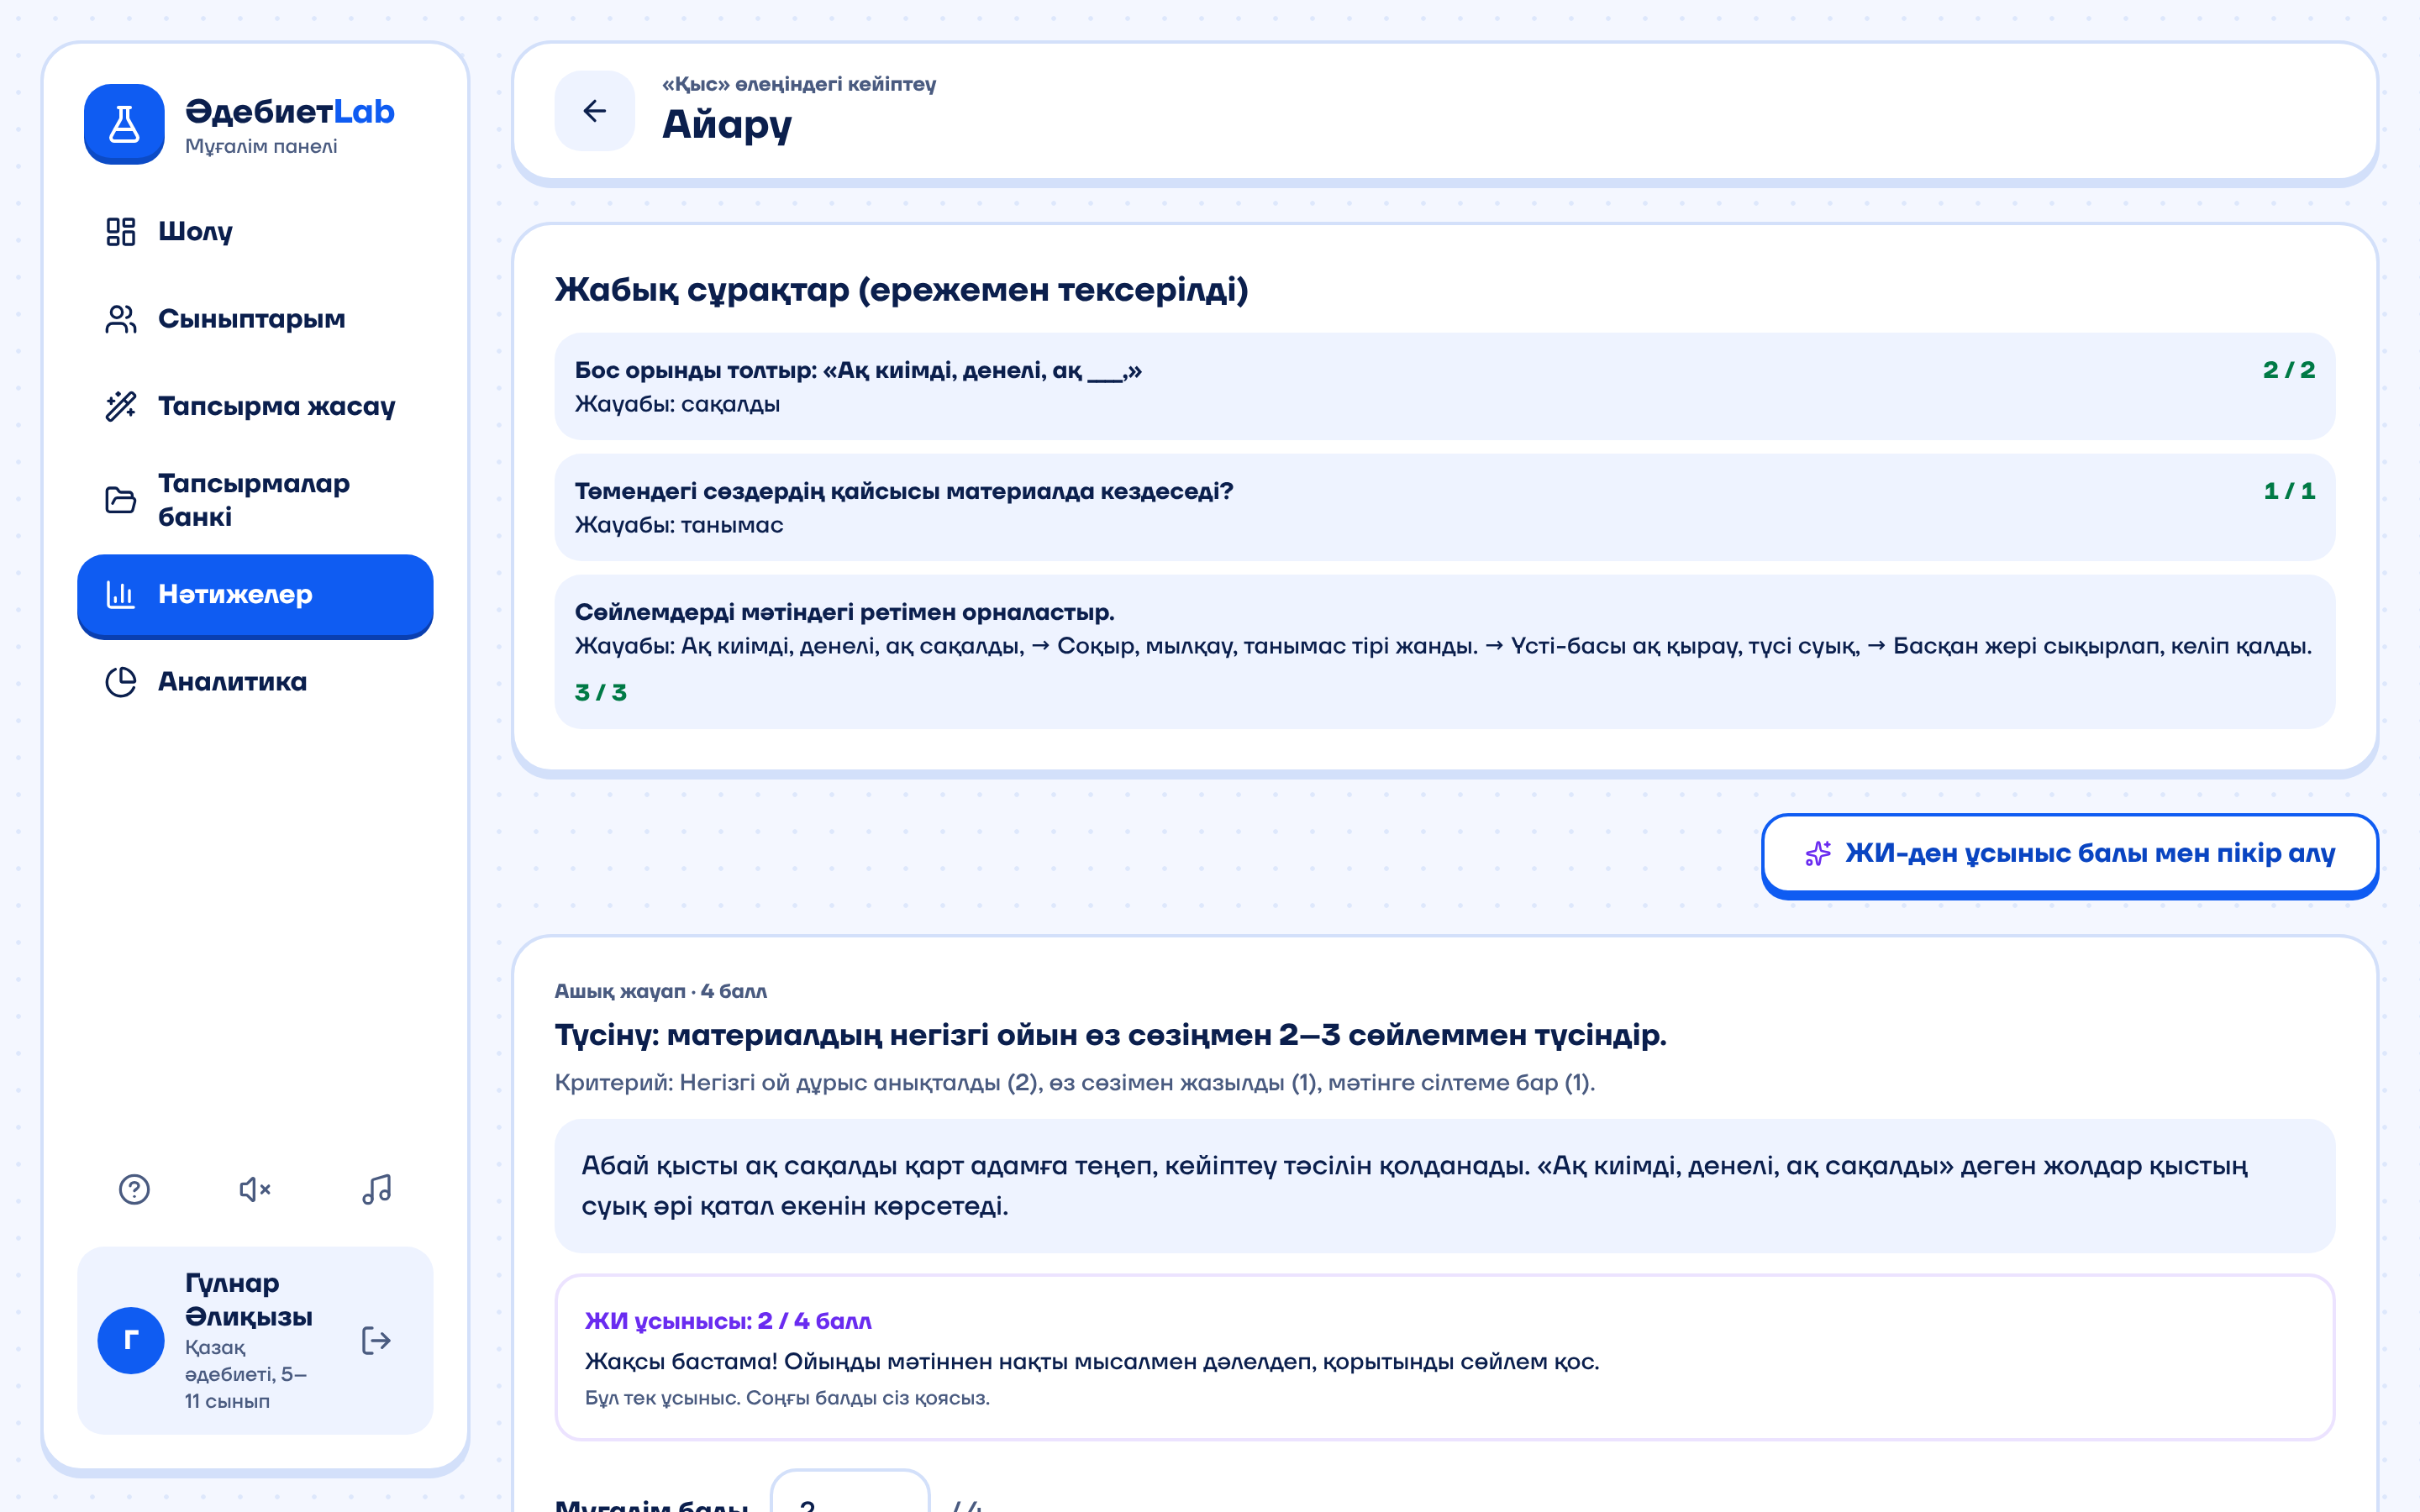 ӘдебиетLab
Мұғалім панелі
Шолу
Сыныптарым
Тапсырма жасау
Тапсырмалар
банкі
Нәтижелер
Аналитика
Г
Гүлнар
Әлиқызы
Қазақ
әдебиеті, 5–
11 сынып
«Қыс» өлеңіндегі кейіптеу
Айару
Жабық сұрақтар (ережемен тексерілді)
Бос орынды толтыр: «Ақ киімді, денелі, ақ ___,» 2 / 2
Жауабы: сақалды
Төмендегі сөздердің қайсысы материалда кездеседі? 1 / 1
Жауабы: танымас
Сөйлемдерді мәтіндегі ретімен орналастыр.
Жауабы: Ақ киімді, денелі, ақ сақалды, → Соқыр, мылқау, танымас тірі жанды. → Үсті-басы ақ қырау, түсі суық, → Басқан жері сықырлап, келіп қалды.
3 / 3
ЖИ-ден ұсыныс балы мен пікір алу
Ашық жауап · 4 балл
Түсіну: материалдың негізгі ойын өз сөзіңмен 2–3 сөйлеммен түсіндір.
Критерий: Негізгі ой дұрыс анықталды (2), өз сөзімен жазылды (1), мәтінге сілтеме бар (1).
Абай қысты ақ сақалды қарт адамға теңеп, кейіптеу тәсілін қолданады. «Ақ киімді, денелі, ақ сақалды» деген жолдар қыстың
суық әрі қатал екенін көрсетеді.
ЖИ ұсынысы: 2 / 4 балл
Жақсы бастама! Ойыңды мәтіннен нақты мысалмен дәлелдеп, қорытынды сөйлем қос.
Бұл тек ұсыныс. Соңғы балды сіз қоясыз.
Мұғалім балы 2 / 4